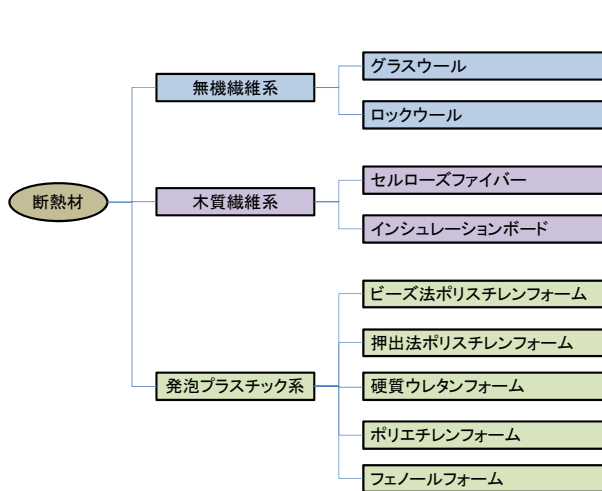 断熱材
無機繊維系
グラスウール
ロックウール
木質繊維系
セルローズファイバー
インシュレーションボード
発泡プラスチック系
ビーズ法ポリスチレンフォーム
押出法ポリスチレンフォーム
硬質ウレタンフォーム
ポリエチレンフォーム
フェノールフォーム